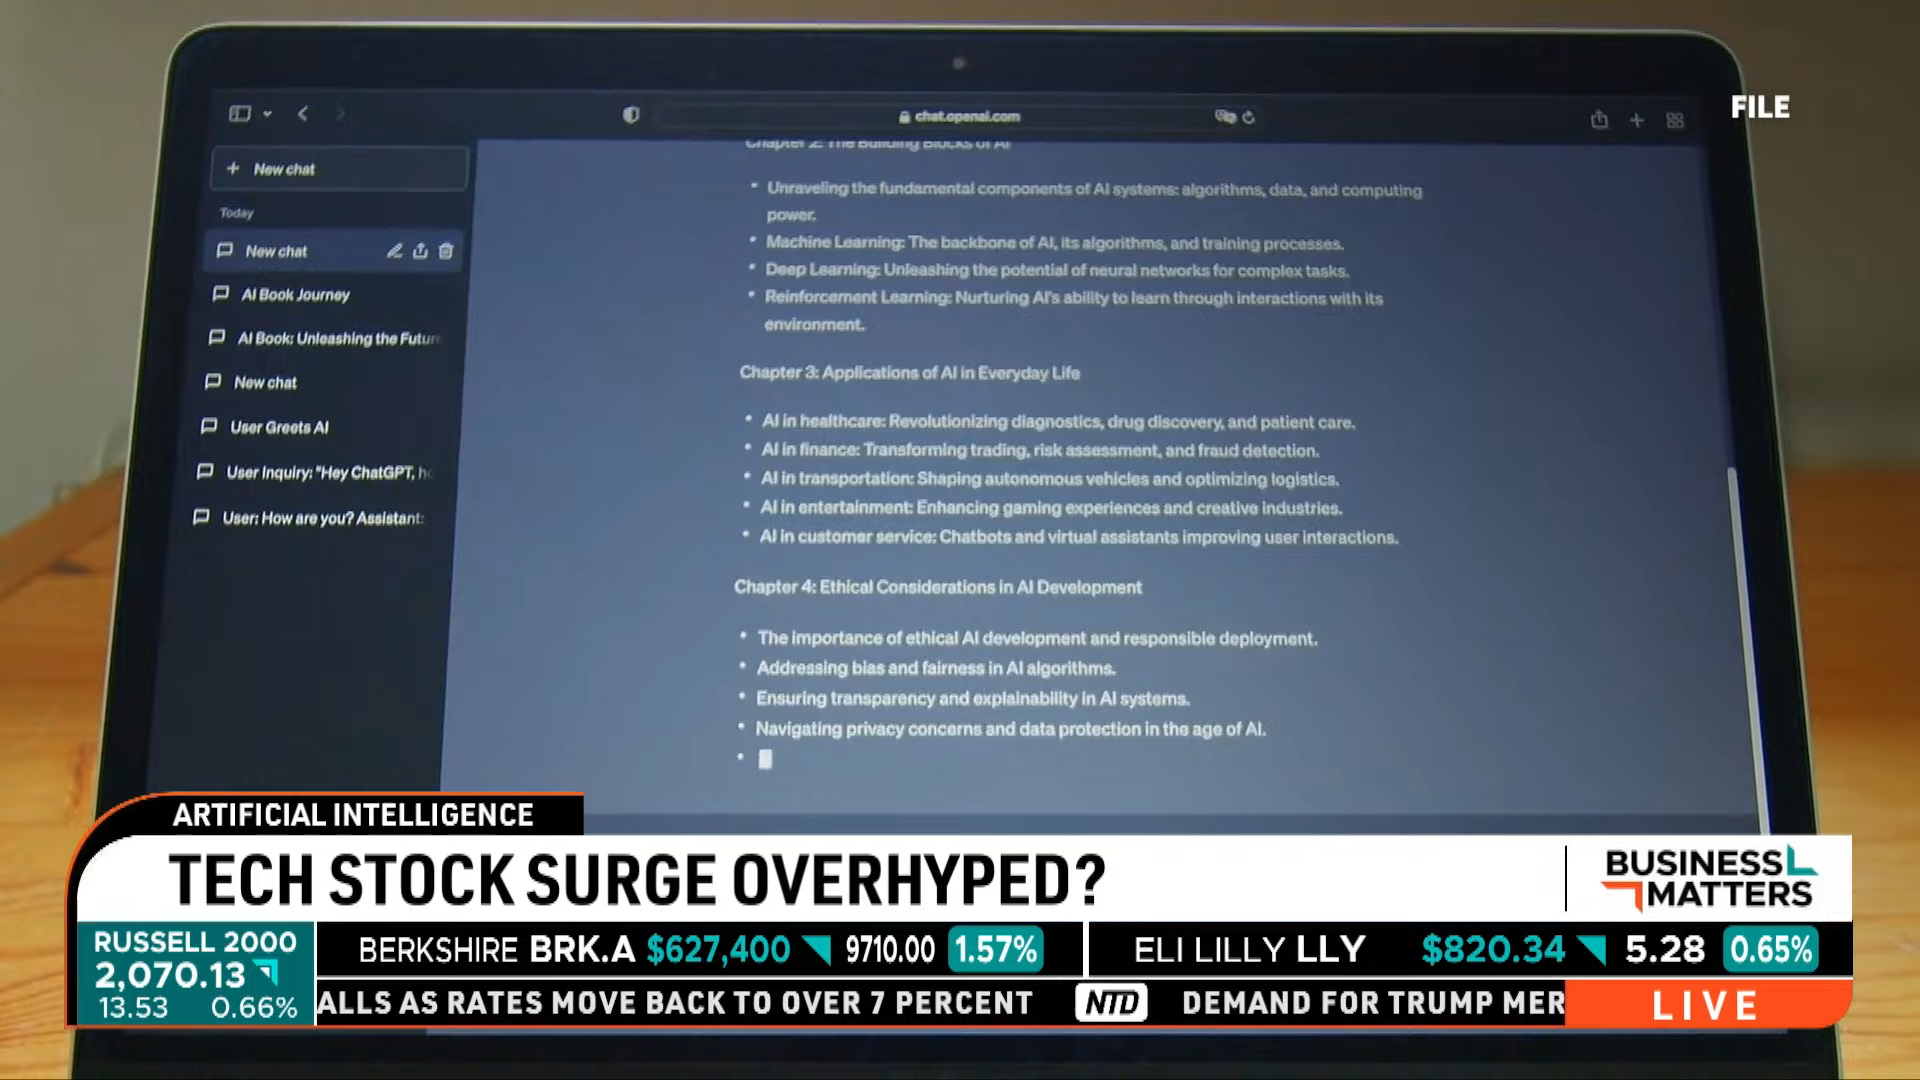 FILE
chat.openai.com
New chat
Today
New chat
AI Book Journey
AI Book: Unleashing the Futur
New chat
User Greets AI
User Inquiry: "Hey ChatGPT, h
User: How are you? Assistant:
Chapter 2: The Building Blocks of AI
• Unraveling the fundamental components of AI systems: algorithms, data, and computing
power.
• Machine Learning: The backbone of AI, its algorithms, and training processes.
• Deep Learning: Unleashing the potential of neural networks for complex tasks.
• Reinforcement Learning: Nurturing AI's ability to learn through interactions with its
environment.
Chapter 3: Applications of AI in Everyday Life
• AI in healthcare: Revolutionizing diagnostics, drug discovery, and patient care.
• AI in finance: Transforming trading, risk assessment, and fraud detection.
• AI in transportation: Shaping autonomous vehicles and optimizing logistics.
• AI in entertainment: Enhancing gaming experiences and creative industries.
• AI in customer service: Chatbots and virtual assistants improving user interactions.
Chapter 4: Ethical Considerations in AI Development
• The importance of ethical AI development and responsible deployment.
• Addressing bias and fairness in AI algorithms.
• Ensuring transparency and explainability in AI systems.
• Navigating privacy concerns and data protection in the age of AI.
ARTIFICIAL INTELLIGENCE
TECH STOCK SURGE OVERHYPED?
BUSINESS
MATTERS
RUSSELL 2000
2,070.13
13.53 0.66%
BERKSHIRE BRK.A $627,400 9710.00 1.57%
ELI LILLY LLY $820.34 5.28 0.65%
ALLS AS RATES MOVE BACK TO OVER 7 PERCENT NTD DEMAND FOR TRUMP MER
LIVE